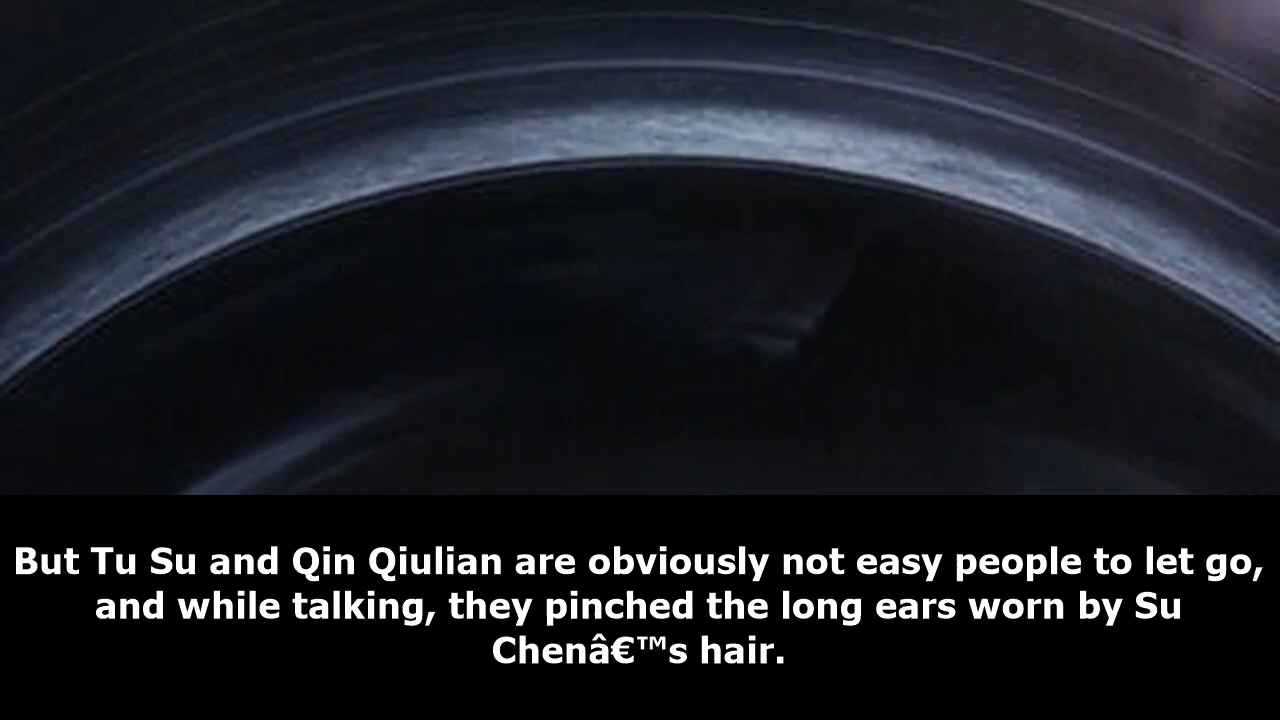 But Tu Su and Qin Qiulian are obviously not easy people to let go,
and while talking, they pinched the long ears worn by Su
Chenâ€™s hair.